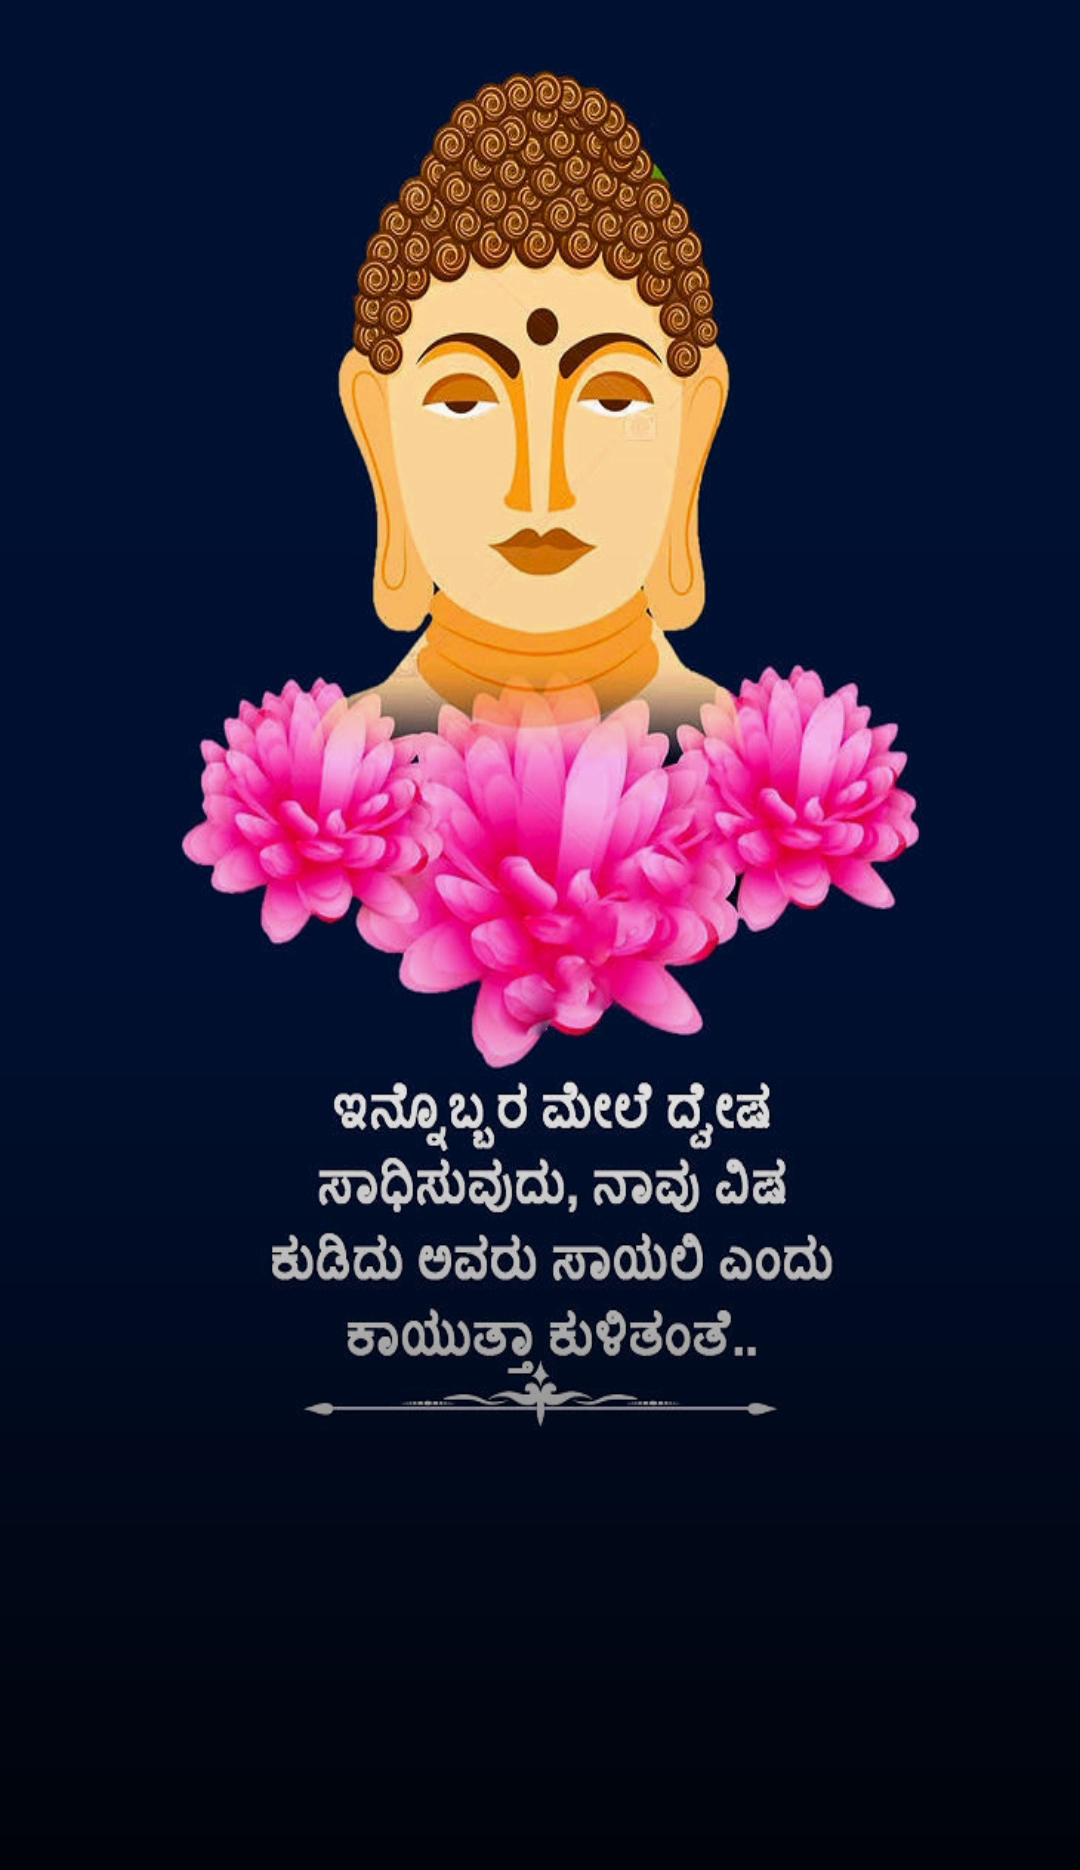 ಇನ್ನೊಬ್ಬರ ಮೇಲೆ ದ್ವೇಷ
ಸಾಧಿಸುವುದು, ನಾವು ವಿಷ
ಕುಡಿದು ಅವರು ಸಾಯಲಿ ಎಂದು
ಕಾಯುತ್ತಾ ಕುಳಿತಂತೆ..